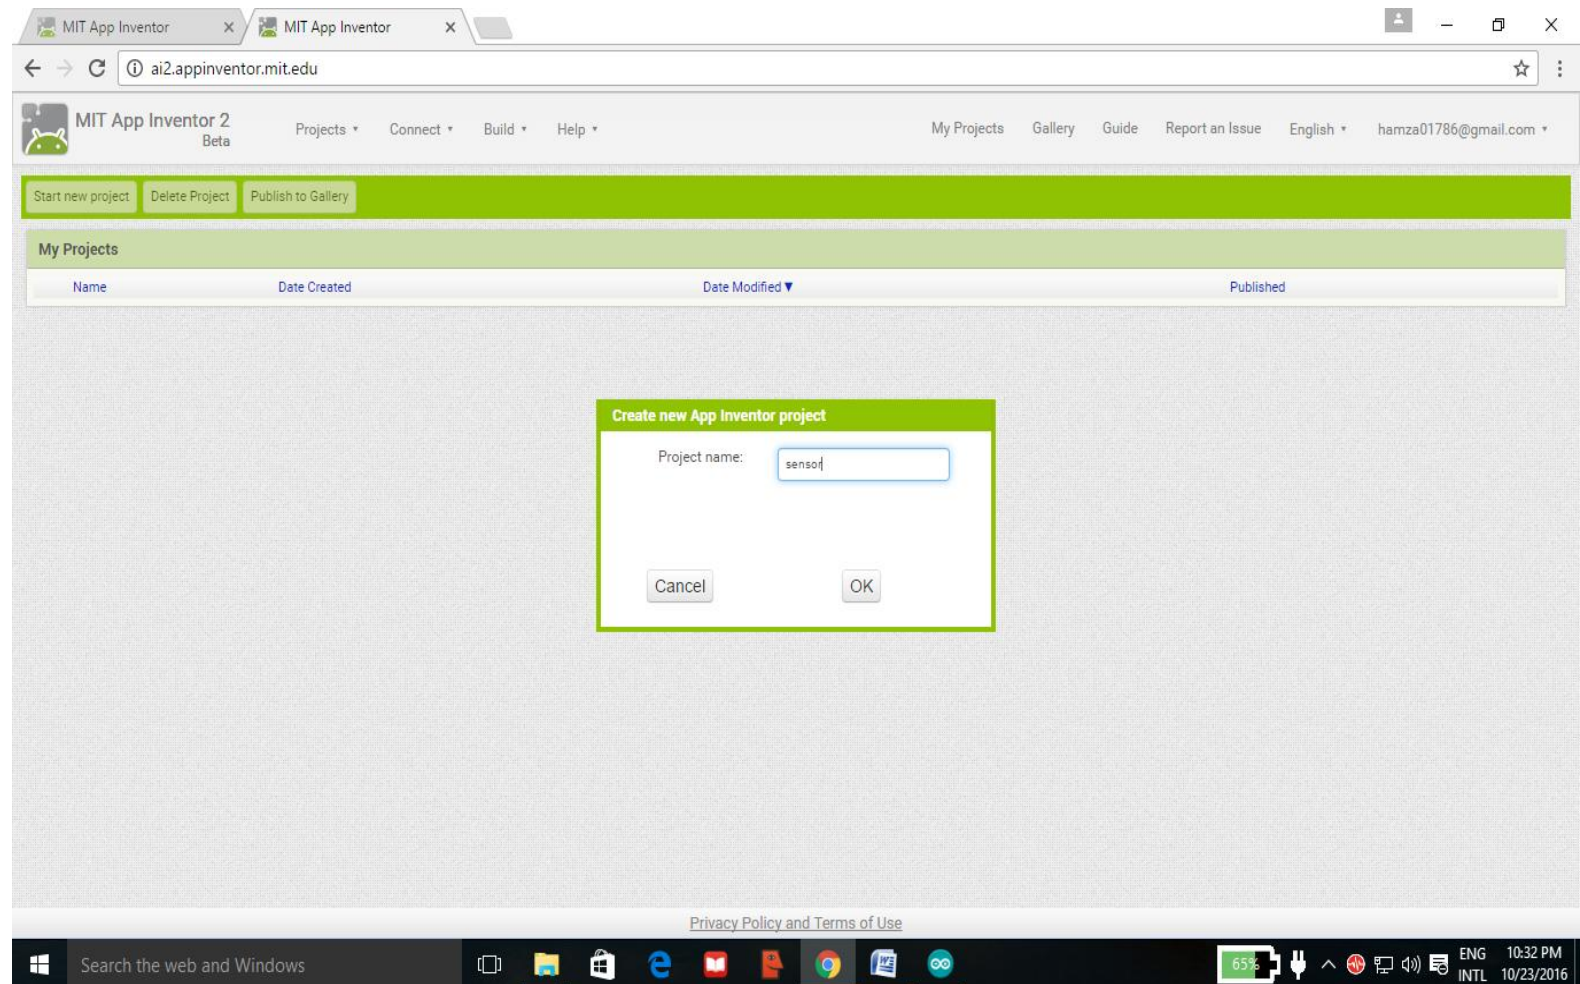 MIT App Inventor
MIT App Inventor
ai2.appinventor.mit.edu
MIT App Inventor 2
Beta
Projects Connect Build Help My Projects Gallery Guide Report an Issue English hamza01786@gmail.com
Start new project Delete Project Publish to Gallery
My Projects
Name Date Created Date Modified Published
Create new App Inventor project
Project name: sensor
Cancel OK
Privacy Policy and Terms of Use
Search the web and Windows
65%
ENG 10:32 PM
INTL 10/23/2016